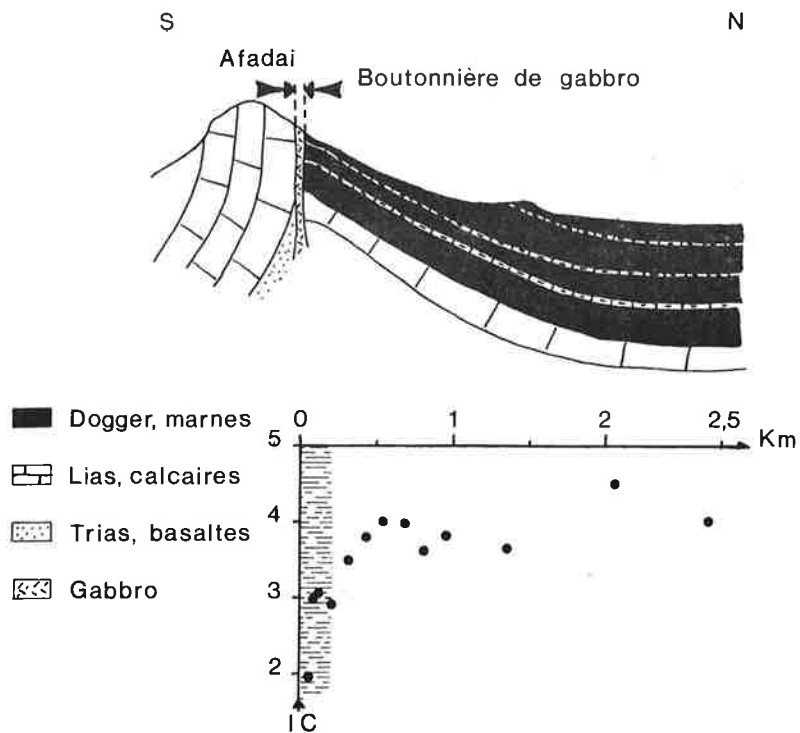 S N
Afadai
Boutonnière de gabbro
Dogger, marnes
Lias, calcaires
Trias, basaltes
Gabbro
0 1 2 2,5 Km
5
4
3
2
IC